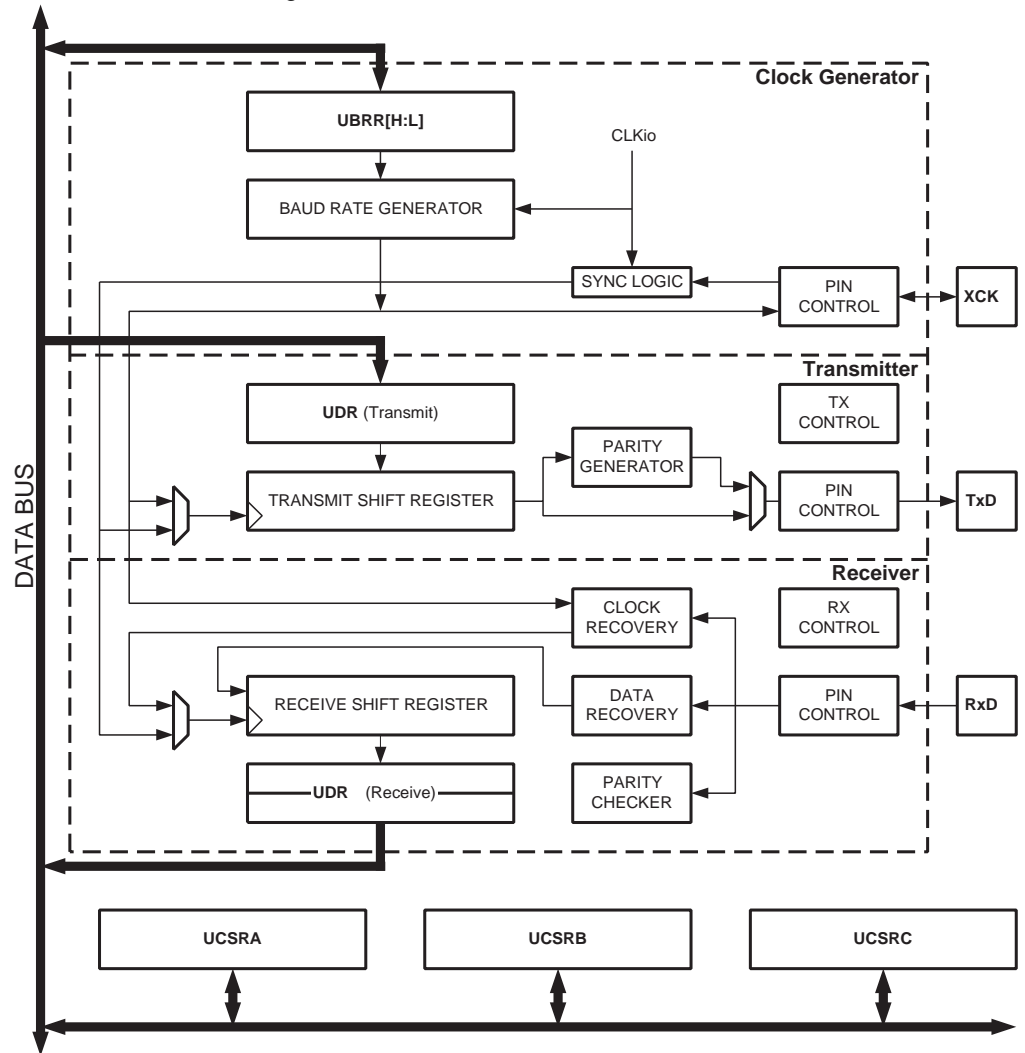 Clock Generator
UBRR[H:L]
CLKio
BAUD RATE GENERATOR
SYNC LOGIC
PIN
CONTROL
XCK
Transmitter
UDR (Transmit)
TX
CONTROL
PARITY
GENERATOR
TRANSMIT SHIFT REGISTER
PIN
CONTROL
TxD
DATA BUS
Receiver
CLOCK
RECOVERY
RX
CONTROL
RECEIVE SHIFT REGISTER
DATA
RECOVERY
PIN
CONTROL
RxD
UDR (Receive)
PARITY
CHECKER
UCSRA
UCSRB
UCSRC